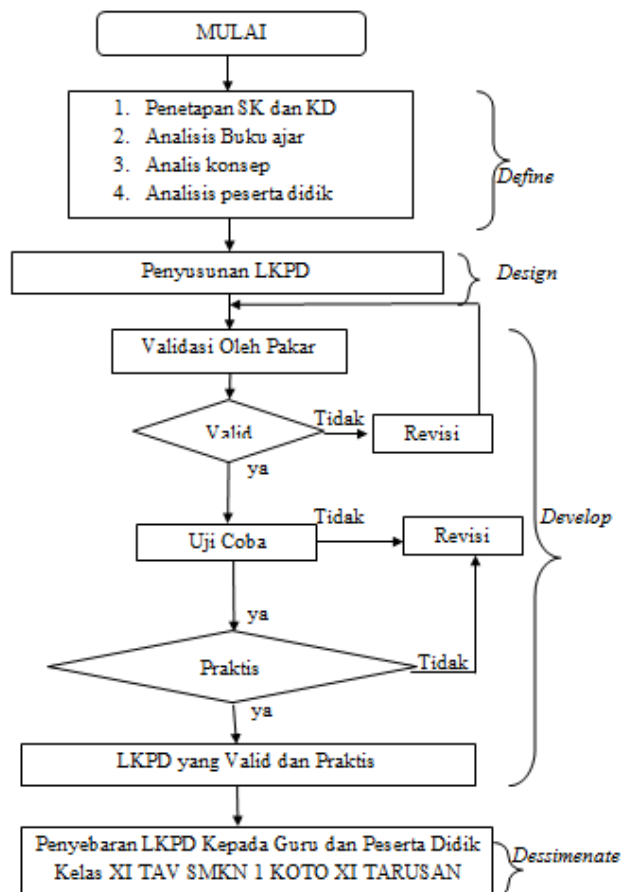 MULAI
1. Penetapan SK dan KD
2. Analisis Buku ajar
3. Analis konsep
4. Analisis peserta didik
Define
Penyusunan LKPD
Design
Validasi Oleh Pakar
Valid
Tidak
Revisi
ya
Uji Coba
Tidak
Revisi
Develop
ya
Praktis
Tidak
ya
LKPD yang Valid dan Praktis
Penyebaran LKPD Kepada Guru dan Peserta Didik
Kelas XI TAV SMKN 1 KOTO XI TARUSAN
Dessimenate